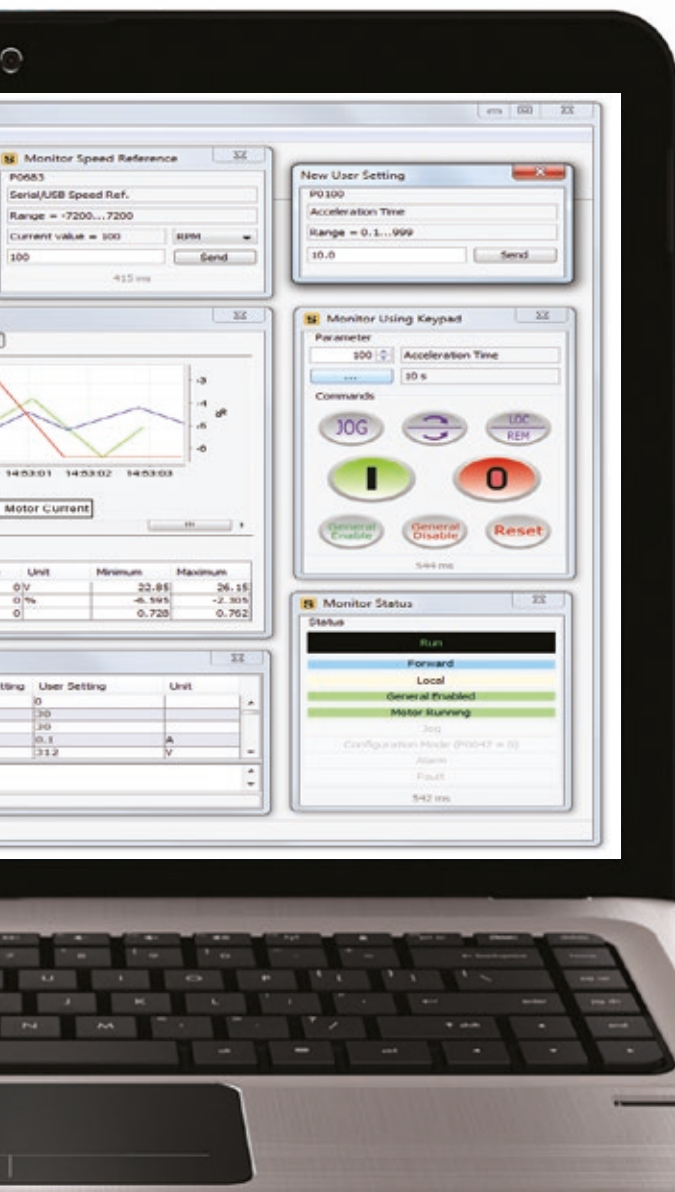 Monitor Speed Reference
P0683
Serial/USB Speed Ref.
Range = -7200...7200
Current value = 100
RPM
100
Send
415 ms
New User Setting
P0100
Acceleration Time
Range = 0.1...999
10.0
Send
-3
-4
-5
-6
14:53:01 14:53:02 14:53:03
Motor Current
Unit Minimum Maximum
0 V 22.85 26.15
0 % -6.595 -2.305
0 0.728 0.762
tting User Setting Unit
0
30
30
0.1 A
312 V
Monitor Using Keypad
Parameter
100 Acceleration Time
... 10 s
Commands
JOG
LOC
REM
I
0
General
Enable
General
Disable
Reset
544 ms
Monitor Status
Status
Run
Forward
Local
General Enabled
Motor Running
Jog
Configuration Mode (P0047 = 0)
Alarm
Fault
542 ms